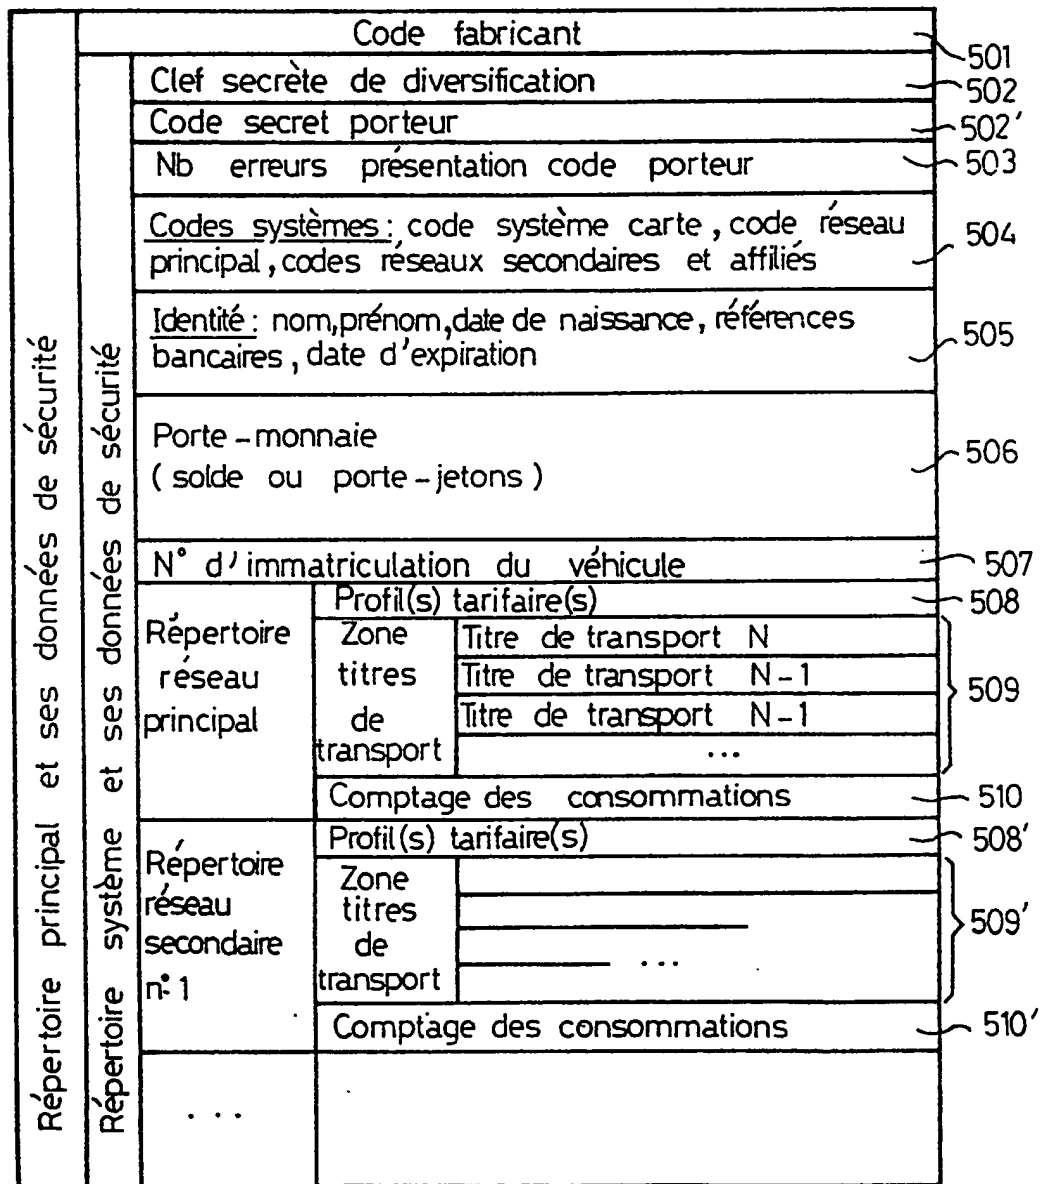 Code fabricant
501
Clef secrète de diversification
502
Code secret porteur
502'
Nb erreurs présentation code porteur
503
Codes systèmes : code système carte, code réseau
principal, codes réseaux secondaires et affiliés
504
Identité : nom, prénom, date de naissance, références
bancaires, date d'expiration
505
Porte-monnaie
( solde ou porte-jetons )
506
N° d'immatriculation du véhicule
507
Répertoire
réseau
principal
Profil(s) tarifaire(s)
508
Zone
titres
de
transport
Titre de transport N
Titre de transport N-1
Titre de transport N-1
...
509
Comptage des consommations
510
Répertoire
réseau
secondaire
n° 1
Profil(s) tarifaire(s)
508'
Zone
titres
de
transport
...
509'
Comptage des consommations
510'
...
Répertoire principal et ses données de sécurité
Répertoire système et ses données de sécurité